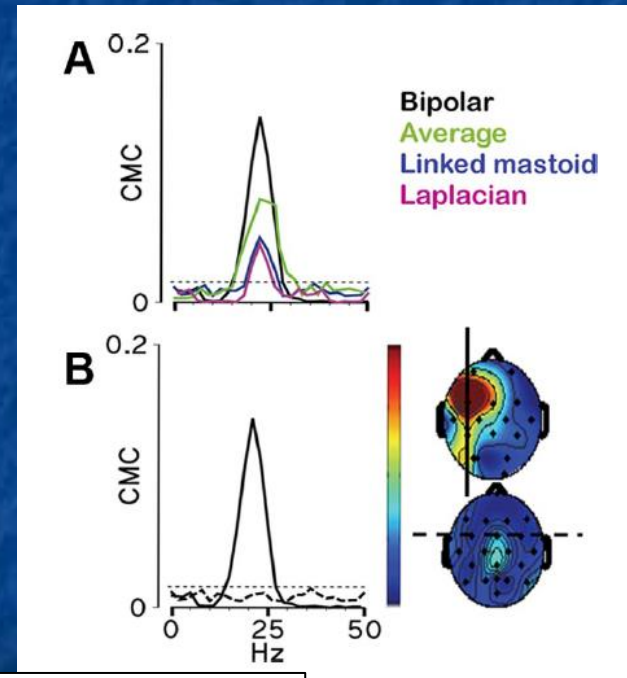 A
0.2
CMC
0
Bipolar
Average
Linked mastoid
Laplacian
B
0.2
CMC
0
0
25
50
Hz